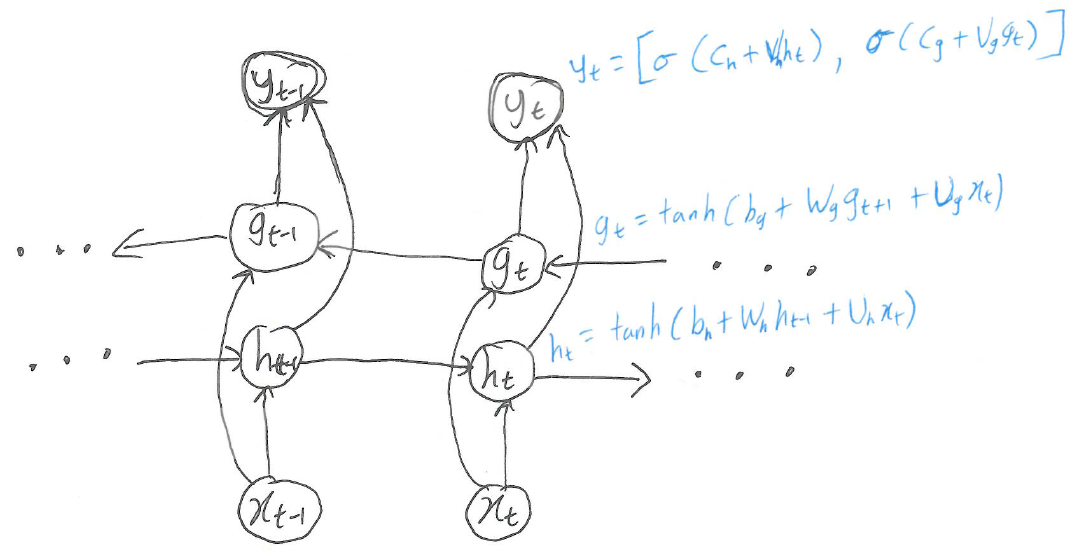 y_{t-1}
y_t
y_t = [σ(c_h + V_h h_t), σ(c_g + V_g g_t)]
g_{t-1}
g_t
g_t = tanh(b_g + W_g g_{t+1} + U_g x_t)
h_{t-1}
h_t
h_t = tanh(b_h + W_h h_{t-1} + U_h x_t)
x_{t-1}
x_t